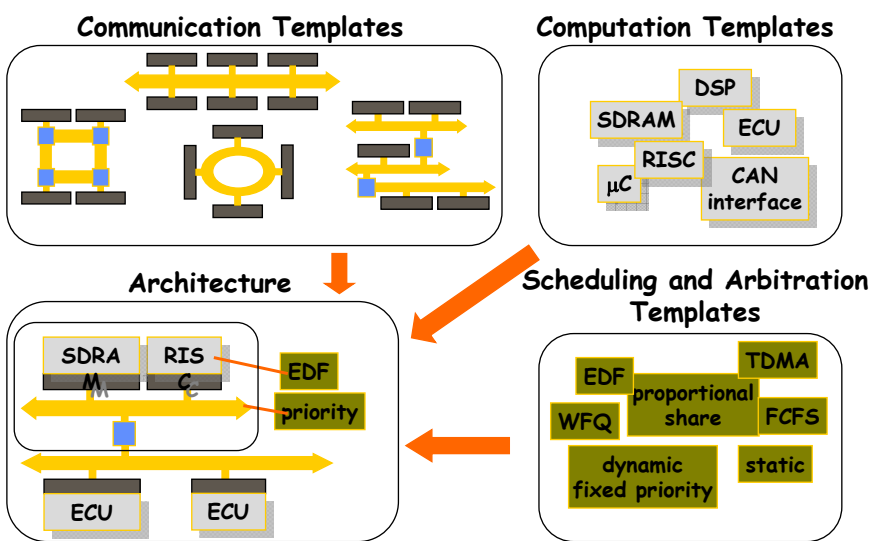 Communication Templates
Computation Templates
DSP
SDRAM
ECU
RISC
μC
CAN
interface
Architecture
SDRA
M
RIS
C
EDF
priority
ECU
ECU
Scheduling and Arbitration
Templates
TDMA
EDF
proportional
share
WFQ
FCFS
dynamic
fixed priority
static